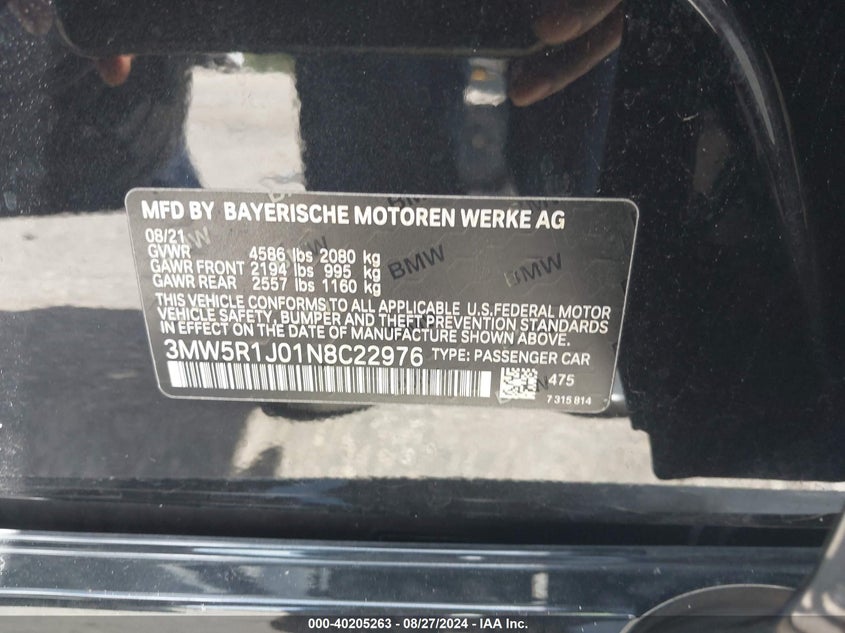 MFD BY BAYERISCHE MOTOREN WERKE AG
08/21
GVWR 4586 lbs 2080 kg
GAWR FRONT 2194 lbs 995 kg
GAWR REAR 2557 lbs 1160 kg
THIS VEHICLE CONFORMS TO ALL APPLICABLE U.S.FEDERAL MOTOR
VEHICLE SAFETY, BUMPER AND THEFT PREVENTION STANDARDS
IN EFFECT ON THE DATE OF MANUFACTURE SHOWN ABOVE.
3MW5R1J01N8C22976 TYPE: PASSENGER CAR
475
7 315 814
BMW
BMW
000-40205263 - 08/27/2024 - IAA Inc.